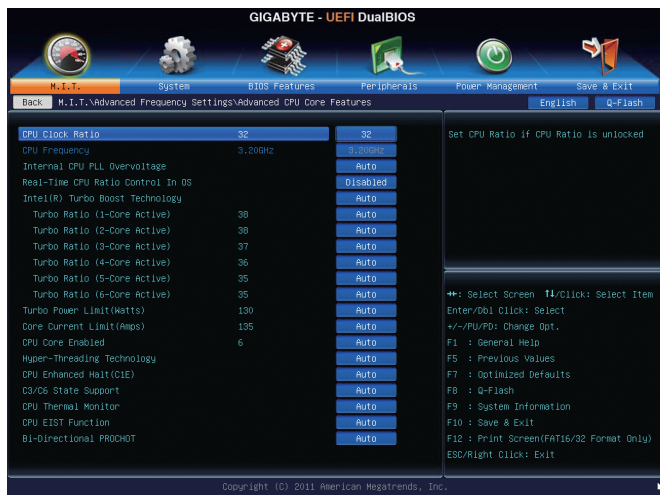 GIGABYTE - UEFI DualBIOS
M.I.T. System BIOS Features Peripherals Power Management Save & Exit
Back M.I.T.\Advanced Frequency Settings\Advanced CPU Core Features English Q-Flash
CPU Clock Ratio 32 32 Set CPU Ratio if CPU Ratio is unlocked
CPU Frequency 3.20GHz 3.20GHz
Internal CPU PLL Overvoltage Auto
Real-Time CPU Ratio Control In OS Disabled
Intel(R) Turbo Boost Technology Auto
Turbo Ratio (1-Core Active) 38 Auto
Turbo Ratio (2-Core Active) 38 Auto
Turbo Ratio (3-Core Active) 37 Auto
Turbo Ratio (4-Core Active) 36 Auto
Turbo Ratio (5-Core Active) 35 Auto
Turbo Ratio (6-Core Active) 35 Auto
Turbo Power Limit(Watts) 130 Auto
Core Current Limit(Amps) 135 Auto
CPU Core Enabled 6 Auto
Hyper-Threading Technology Auto
CPU Enhanced Halt(C1E) Auto
C3/C6 State Support Auto
CPU Thermal Monitor Auto
CPU EIST Function Auto
Bi-Directional PROCHOT Auto
→←: Select Screen ↑↓/Click: Select Item
Enter/Dbl Click: Select
+/-/PU/PD: Change Opt.
F1 : General Help
F5 : Previous Values
F7 : Optimized Defaults
F8 : Q-Flash
F9 : System Information
F10 : Save & Exit
F12 : Print Screen(FAT16/32 Format Only)
ESC/Right Click: Exit
Copyright (C) 2011 American Megatrends, Inc.